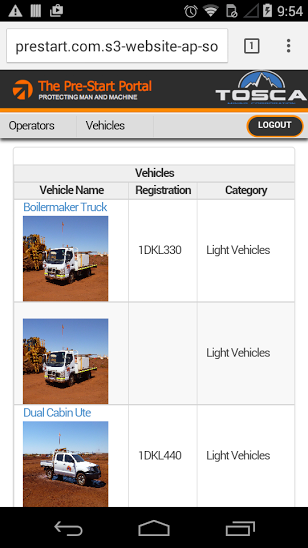 9:54
prestart.com.s3-website-ap-so
1
The Pre-Start Portal
PROTECTING MAN AND MACHINE
TOSCA
Operators
Vehicles
LOGOUT
Vehicles
Vehicle Name
Registration
Category
Boilermaker Truck
1DKL330
Light Vehicles
Light Vehicles
Dual Cabin Ute
1DKL440
Light Vehicles